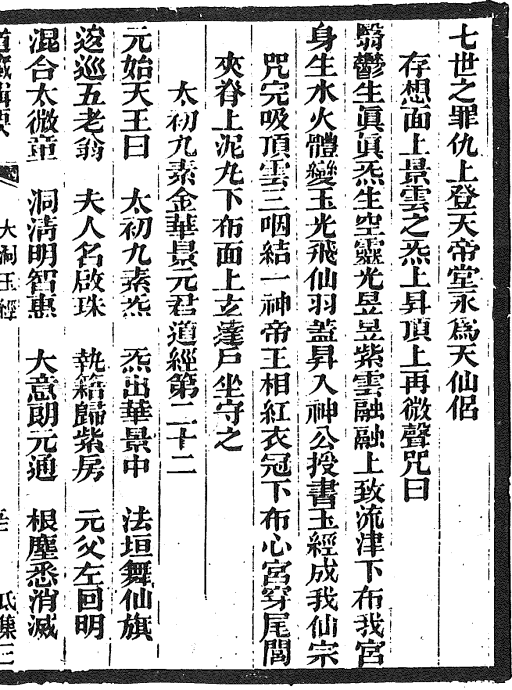 七世之罪仇上登天帝堂永爲天仙侶
存想面上景雲之炁上昇頂上再微聲咒曰
翳鬱生眞眞炁生空靈光昱昱紫雲融融上致流津下布我宮
身生水火體變玉光飛仙羽蓋昇入神公授書玉經成我仙宗
咒完吸頂雲三咽結一神帝王相紅衣冠下布心宮穿尾閭
夾脊上泥九下布面上玄𩯭戶坐守之
太初九素金華景元君道經第二十二
元始天王曰 太初九素炁 炁出華景中 法垣舞仙旗
逡巡五老翁 夫人名啟珠 執籍歸紫房 元父左回明
混合太微童 洞淸明智惠 大意朗元通 根塵悉消滅
道藏輯要 大洞玉經 氐集三